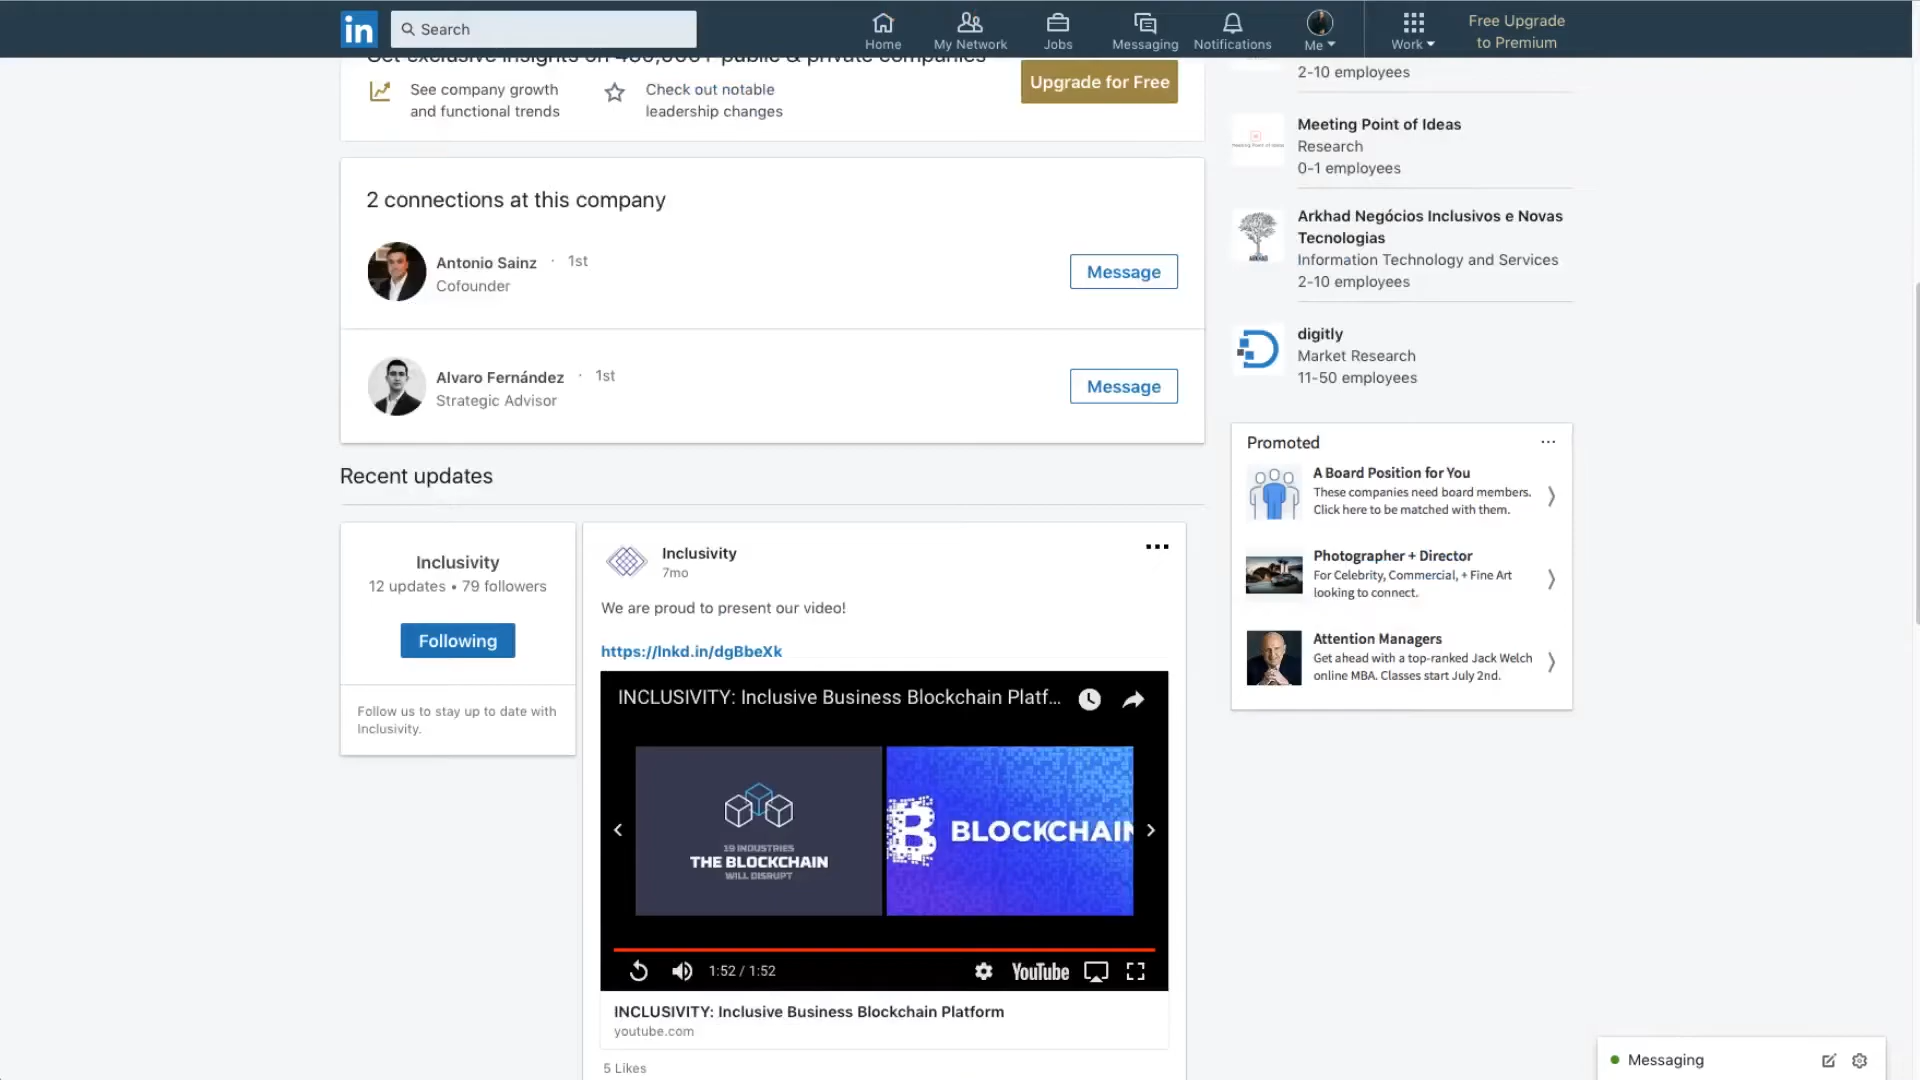 in
Search
Home
My Network
Jobs
Messaging
Notifications
Me
Work
Free Upgrade
to Premium
See company growth
and functional trends
Check out notable
leadership changes
Upgrade for Free
2 connections at this company
Antonio Sainz · 1st
Cofounder
Message
Alvaro Fernández · 1st
Strategic Advisor
Message
Recent updates
Inclusivity
12 updates • 79 followers
Following
Follow us to stay up to date with
Inclusivity.
Inclusivity
7mo
We are proud to present our video!
https://lnkd.in/dgBbeXk
INCLUSIVITY: Inclusive Business Blockchain Platf...
19 INDUSTRIES
THE BLOCKCHAIN
WILL DISRUPT
BLOCKCHAIN
1:52 / 1:52
YouTube
INCLUSIVITY: Inclusive Business Blockchain Platform
youtube.com
5 Likes
2-10 employees
Meeting Point of Ideas
Research
0-1 employees
Arkhad Negócios Inclusivos e Novas
Tecnologias
Information Technology and Services
2-10 employees
digitly
Market Research
11-50 employees
Promoted
A Board Position for You
These companies need board members.
Click here to be matched with them.
Photographer + Director
For Celebrity, Commercial, + Fine Art
looking to connect.
Attention Managers
Get ahead with a top-ranked Jack Welch
online MBA. Classes start July 2nd.
Messaging